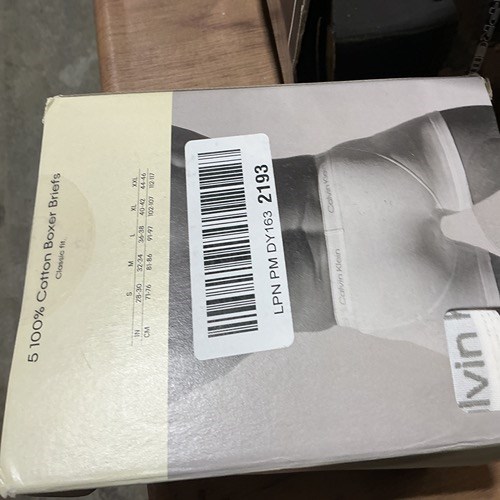 5 100% Cotton Boxer Briefs
Classic fit
S M L XL XXL
IN 28-30 32-34 36-38 40-42 44-46
CM 71-76 81-86 91-97 102-107 112-117
LPN PM DY163 2193
Calvin Klein
Calvin Klein
lvin